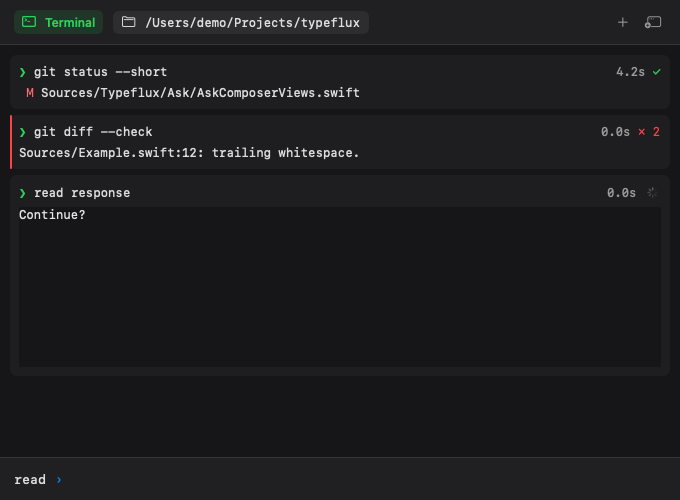 Terminal /Users/demo/Projects/typeflux +
❯ git status --short 4.2s ✓
M Sources/Typeflux/Ask/AskComposerViews.swift
❯ git diff --check 0.0s × 2
Sources/Example.swift:12: trailing whitespace.
❯ read response 0.0s
Continue?
read ›